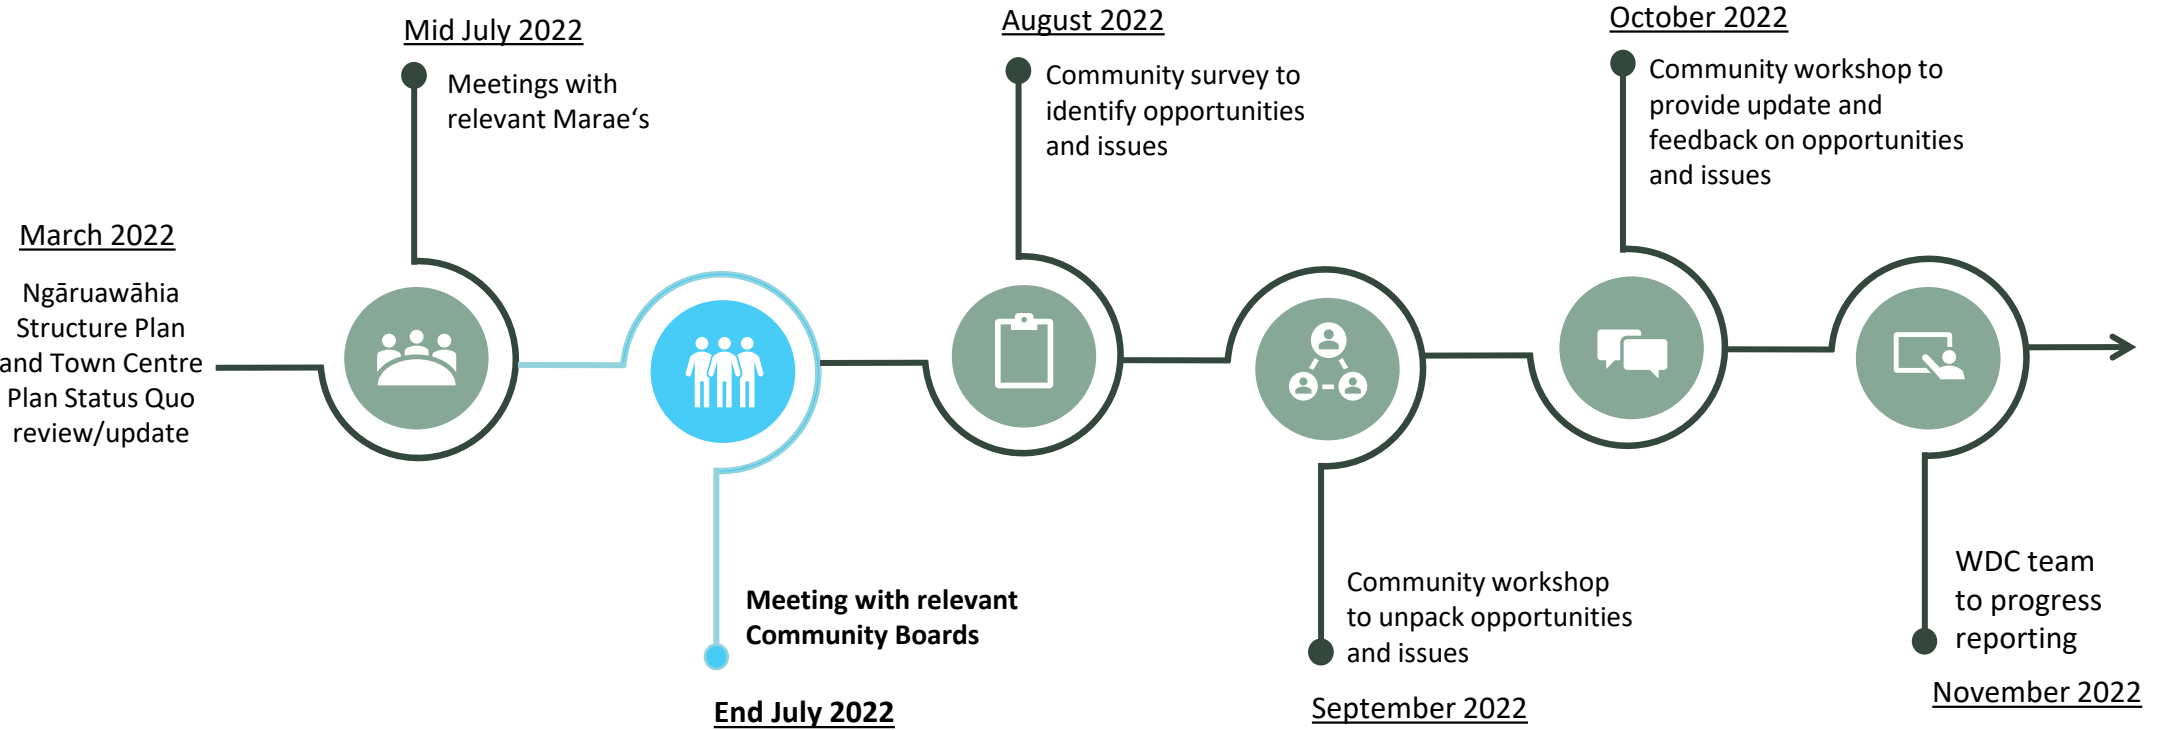 March 2022
Ngāruawāhia
Structure Plan
and Town Centre
Plan Status Quo
review/update
Mid July 2022
Meetings with
relevant Marae‘s
Meeting with relevant
Community Boards
End July 2022
August 2022
Community survey to
identify opportunities
and issues
Community workshop
to unpack opportunities
and issues
September 2022
October 2022
Community workshop to
provide update and
feedback on opportunities
and issues
WDC team
to progress
reporting
November 2022